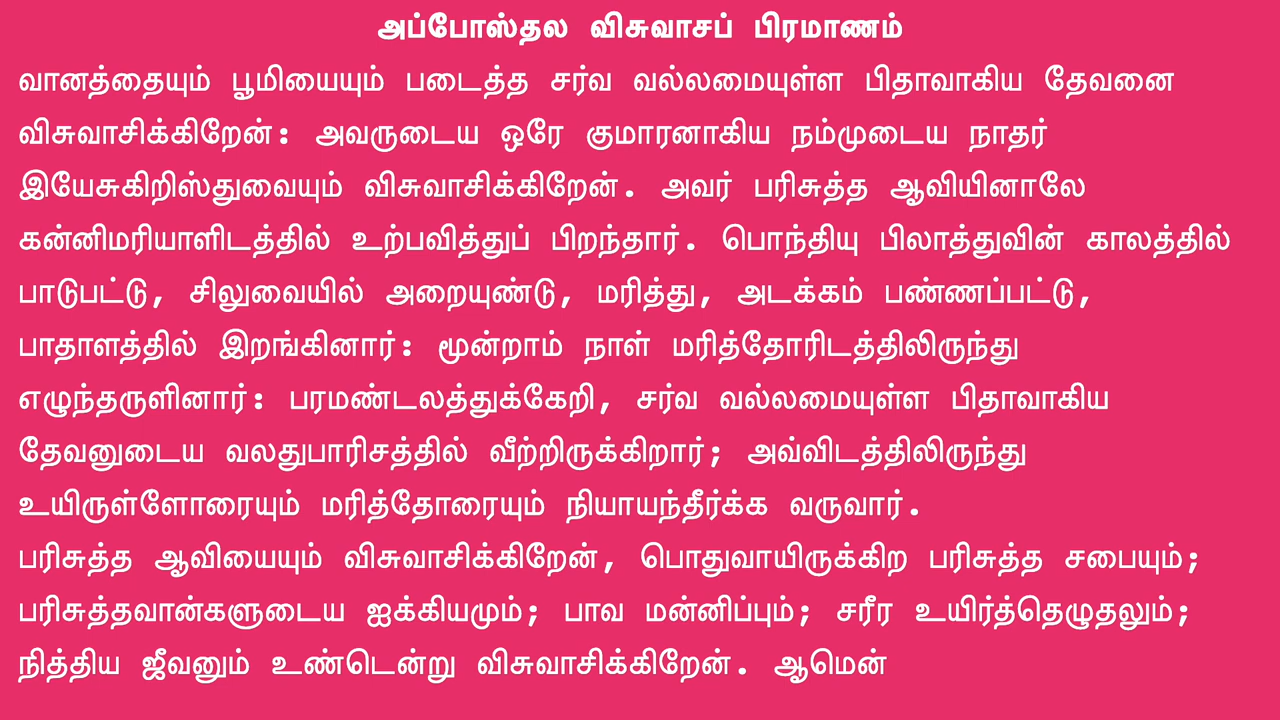 அப்போஸ்தல விசுவாசப் பிரமாணம்
வானத்தையும் பூமியையும் படைத்த சர்வ வல்லமையுள்ள பிதாவாகிய தேவனை
விசுவாசிக்கிறேன்: அவருடைய ஒரே குமாரனாகிய நம்முடைய நாதர்
இயேசுகிறிஸ்துவையும் விசுவாசிக்கிறேன். அவர் பரிசுத்த ஆவியினாலே
கன்னிமரியாளிடத்தில் உற்பவித்துப் பிறந்தார். பொந்தியு பிலாத்துவின் காலத்தில்
பாடுபட்டு, சிலுவையில் அறையுண்டு, மரித்து, அடக்கம் பண்ணப்பட்டு,
பாதாளத்தில் இறங்கினார்: மூன்றாம் நாள் மரித்தோரிடத்திலிருந்து
எழுந்தருளினார்: பரமண்டலத்துக்கேறி, சர்வ வல்லமையுள்ள பிதாவாகிய
தேவனுடைய வலதுபாரிசத்தில் வீற்றிருக்கிறார்; அவ்விடத்திலிருந்து
உயிருள்ளோரையும் மரித்தோரையும் நியாயந்தீர்க்க வருவார்.
பரிசுத்த ஆவியையும் விசுவாசிக்கிறேன், பொதுவாயிருக்கிற பரிசுத்த சபையும்;
பரிசுத்தவான்களுடைய ஐக்கியமும்; பாவ மன்னிப்பும்; சரீர உயிர்த்தெழுதலும்;
நித்திய ஜீவனும் உண்டென்று விசுவாசிக்கிறேன். ஆமென்